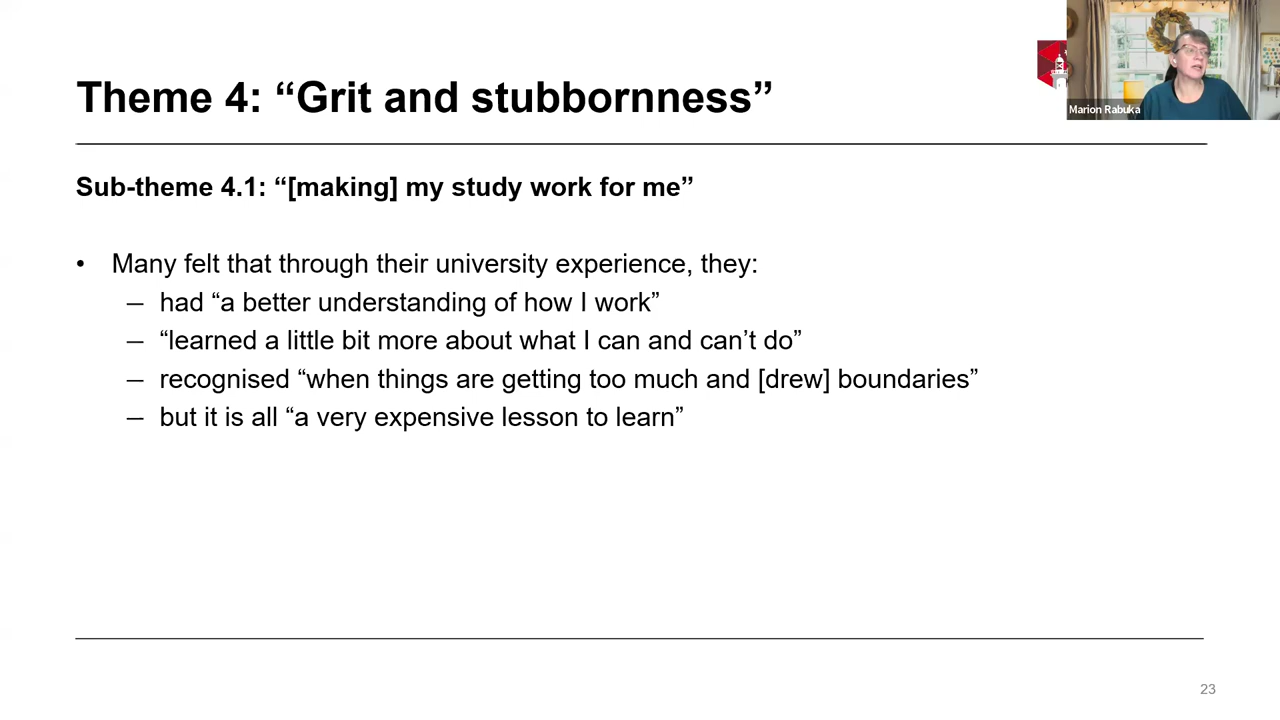 Theme 4: “Grit and stubbornness”
Marion Rabuka
Sub-theme 4.1: “[making] my study work for me”
• Many felt that through their university experience, they:
— had “a better understanding of how I work”
— “learned a little bit more about what I can and can’t do”
— recognised “when things are getting too much and [drew] boundaries”
— but it is all “a very expensive lesson to learn”
23